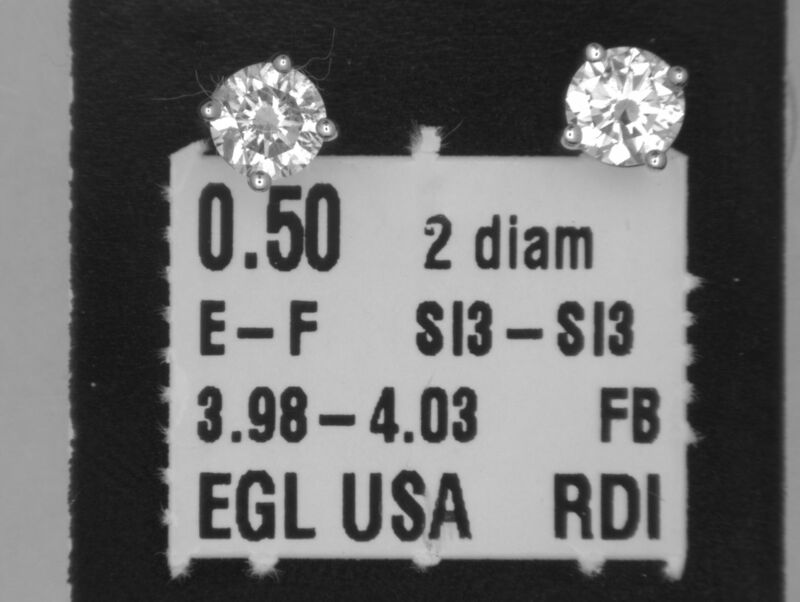 0.50 2 diam
E-F SI3-SI3
3.98-4.03 FB
EGL USA RDI